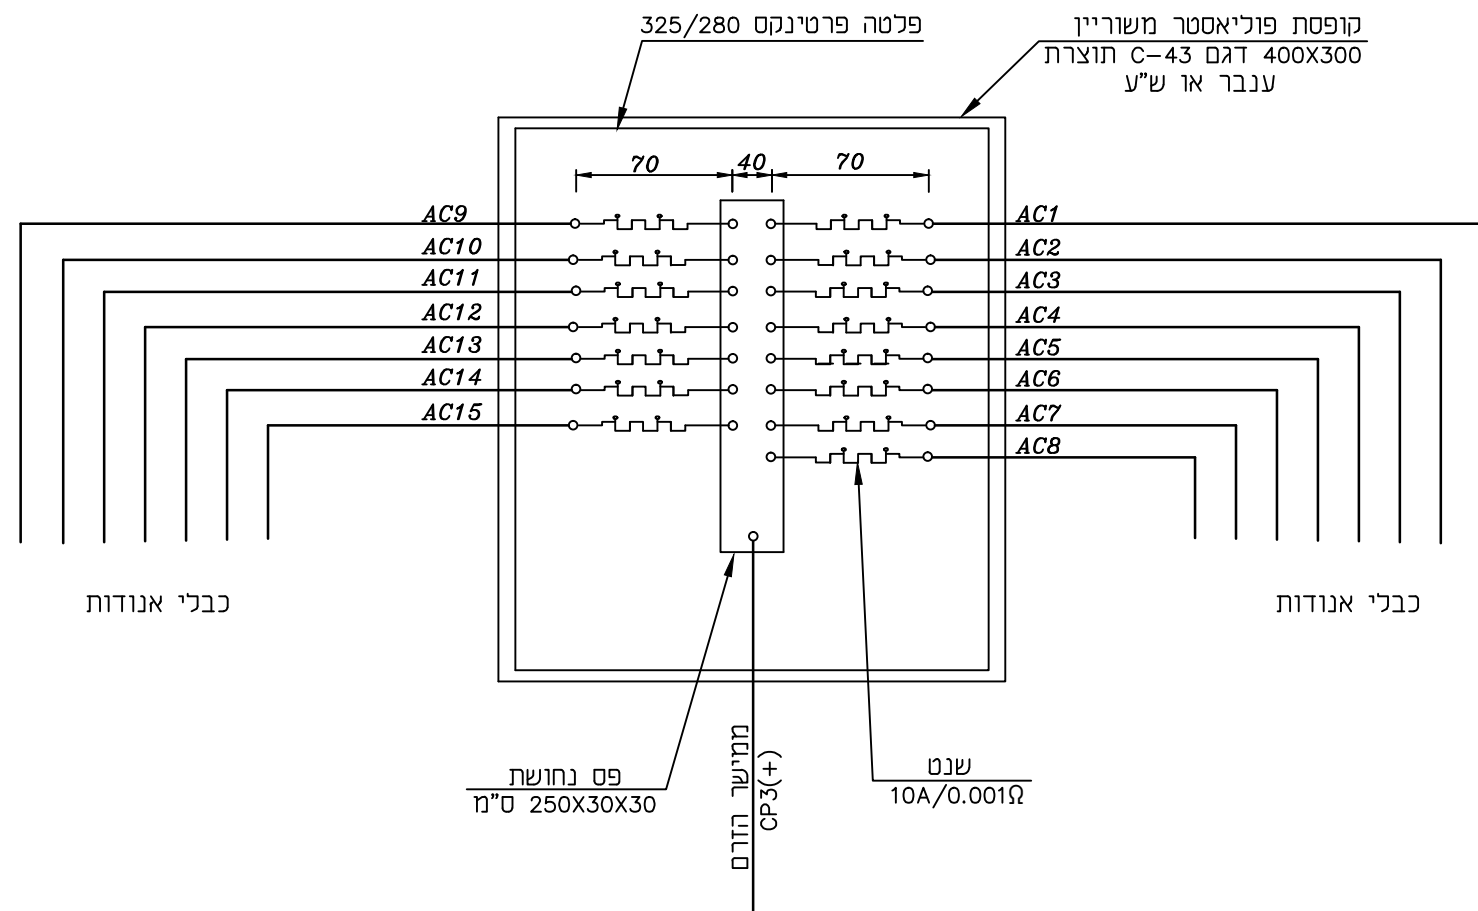 פלטה פרטינקס 325/280
קופסת פוליאסטר משוריין
400X300 דגם C-43 תוצרת
ענבר או ש"ע
70
40
70
AC9
AC10
AC11
AC12
AC13
AC14
AC15
AC1
AC2
AC3
AC4
AC5
AC6
AC7
AC8
כבלי אנודות
כבלי אנודות
פס נחושת
250X30X30 ס"מ
ממישר הזרם
CP3(+)
שנט
10A/0.001Ω